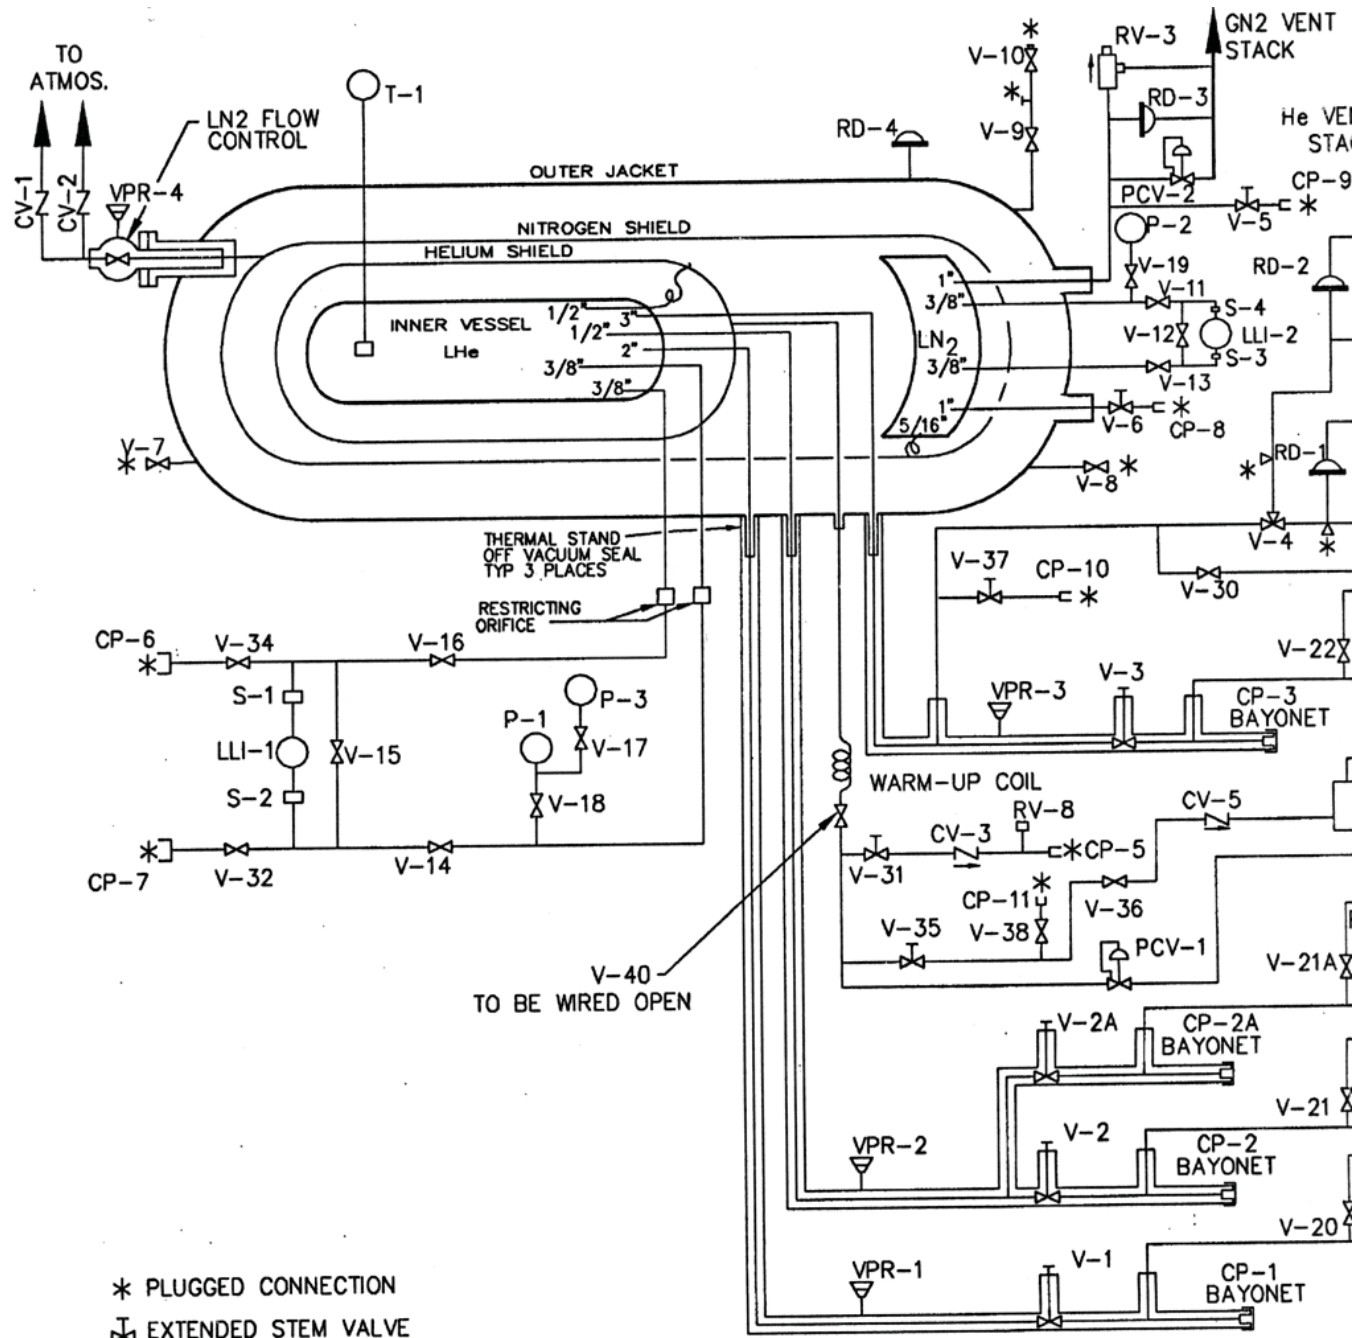 TO
ATMOS.
CV-1
CV-2
VPR-4
LN2 FLOW
CONTROL
T-1
OUTER JACKET
NITROGEN SHIELD
HELIUM SHIELD
INNER VESSEL
LHe
1/2"
3"
1/2"
2"
3/8"
3/8"
RD-4
V-10
V-9
RV-3
GN2 VENT
STACK
RD-3
He VEN
STAC
PCV-2
CP-9
V-5
P-2
V-19
V-11
RD-2
S-4
V-12
LLI-2
S-3
V-13
1"
3/8"
LN2
3/8"
1"
5/16"
V-6
CP-8
V-7
V-8
RD-1
V-4
V-30
THERMAL STAND
OFF VACUUM SEAL
TYP 3 PLACES
V-37
CP-10
RESTRICTING
ORIFICE
CP-6
V-34
V-16
S-1
LLI-1
S-2
V-15
P-1
P-3
V-17
V-18
CP-7
V-32
V-14
V-22
VPR-3
V-3
CP-3
BAYONET
WARM-UP COIL
RV-8
CV-3
CP-5
V-31
CV-5
CP-11
V-36
V-35
V-38
PCV-1
V-40
TO BE WIRED OPEN
V-21A
V-2A
CP-2A
BAYONET
V-21
VPR-2
V-2
CP-2
BAYONET
V-20
VPR-1
V-1
CP-1
BAYONET
PLUGGED CONNECTION
EXTENDED STEM VALVE